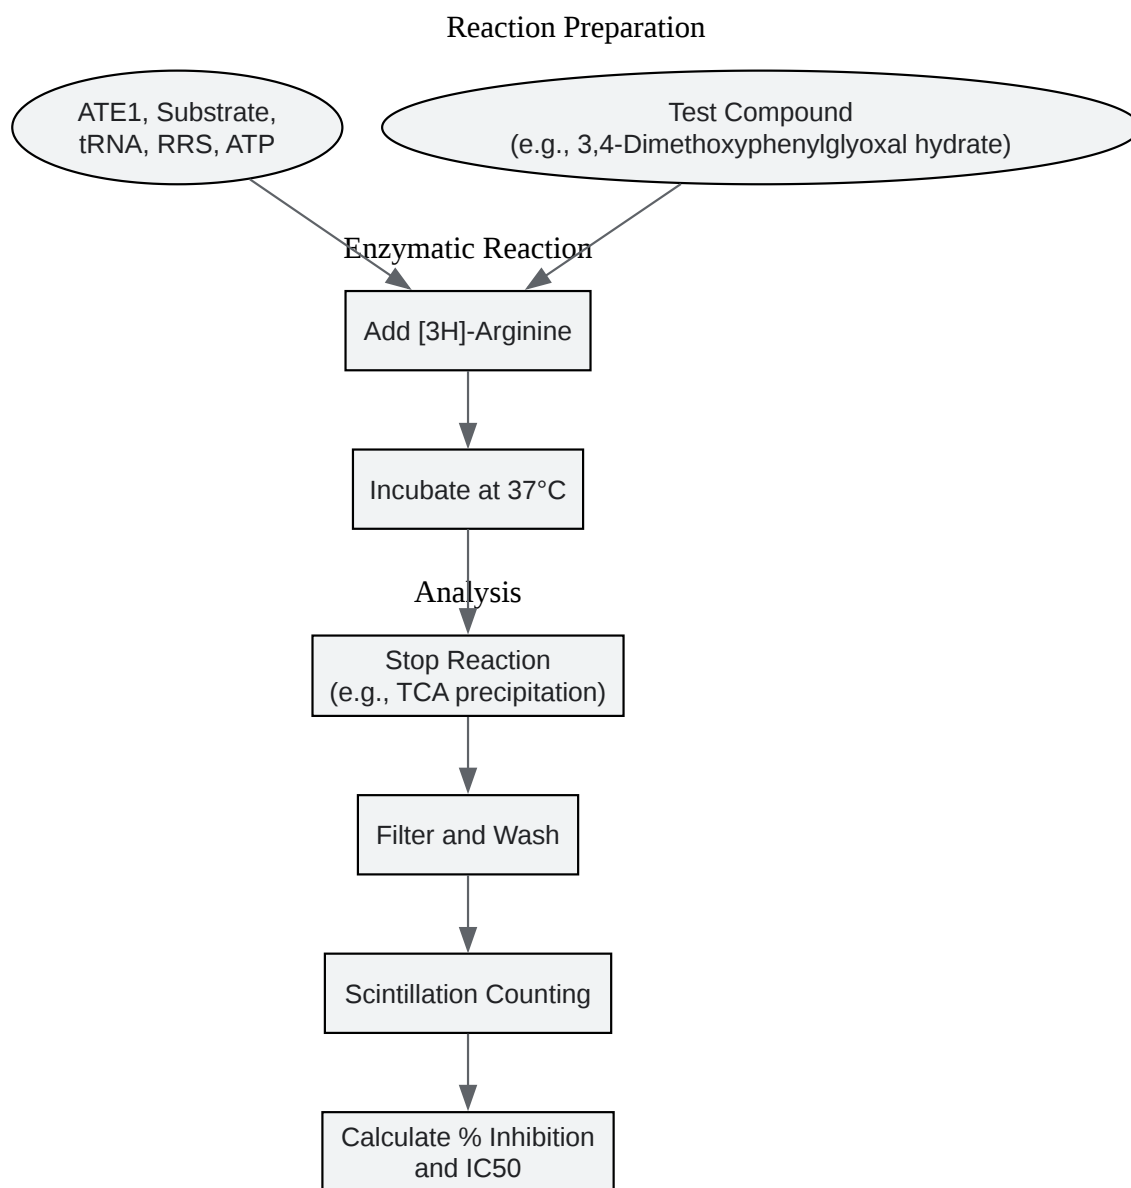 Reaction Preparation
ATE1, Substrate,
tRNA, RRS, ATP
Test Compound
(e.g., 3,4-Dimethoxyphenylglyoxal hydrate)
Enzymatic Reaction
Add [3H]-Arginine
Incubate at 37°C
Analysis
Stop Reaction
(e.g., TCA precipitation)
Filter and Wash
Scintillation Counting
Calculate % Inhibition
and IC50